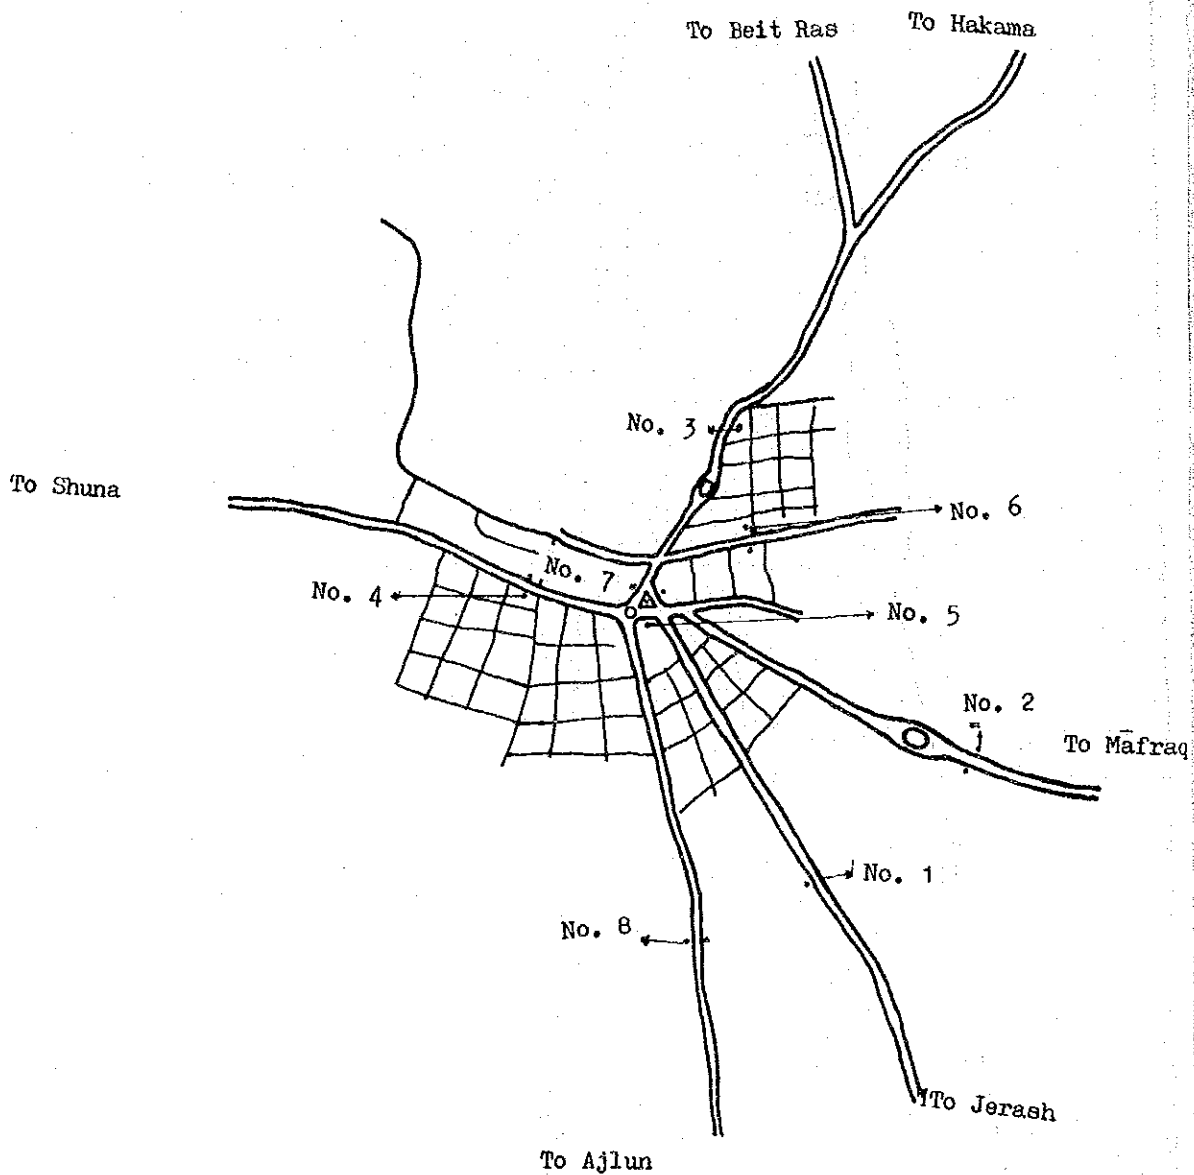 To Beit Ras
To Hakama
No. 3
To Shuna
No. 6
No. 7
No. 4
No. 5
No. 2
To Mafraq
No. 1
No. 8
To Jerash
To Ajlun